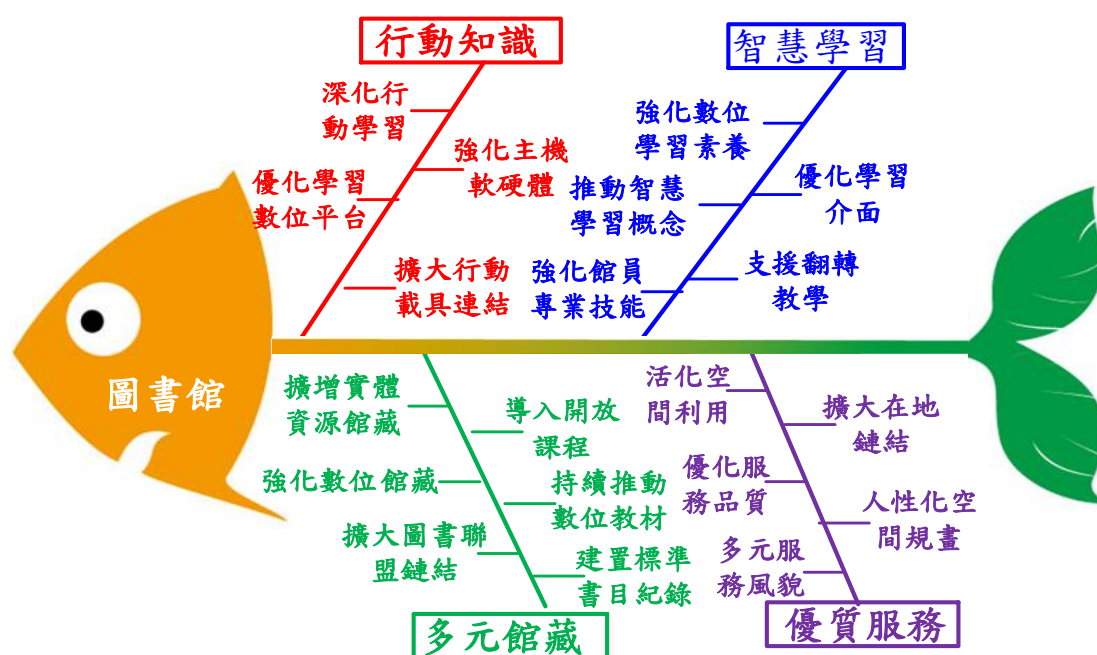 行動知識
深化行
動學習
強化主機
軟硬體
優化學習
數位平台
擴大行動
載具連結
智慧學習
強化數位
學習素養
優化學習
介面
推動智慧
學習概念
支援翻轉
教學
強化館員
專業技能
圖書館
擴增實體
資源館藏
導入開放
課程
強化數位館藏
持續推動
數位教材
擴大圖書聯
盟鏈結
建置標準
書目紀錄
多元館藏
活化空
間利用
擴大在地
鏈結
優化服
務品質
人性化空
間規畫
多元服
務風貌
優質服務